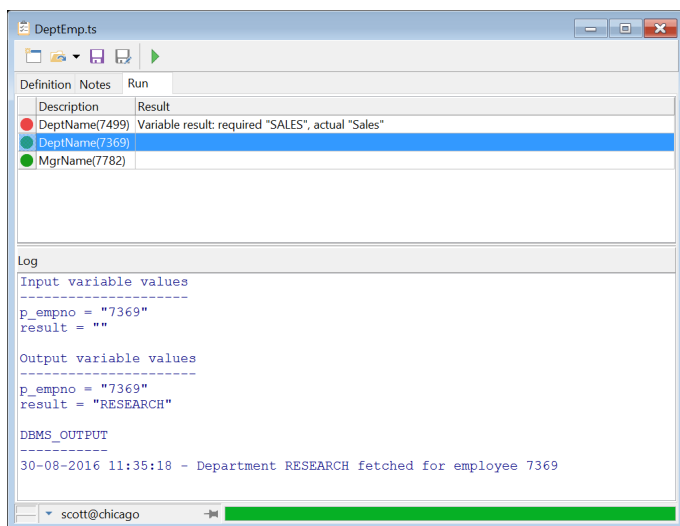 DeptEmp.ts
Definition Notes Run
Description Result
DeptName(7499) Variable result: required "SALES", actual "Sales"
DeptName(7369)
MgrName(7782)
Log
Input variable values
---------------------
p_empno = "7369"
result = ""
Output variable values
----------------------
p_empno = "7369"
result = "RESEARCH"
DBMS_OUTPUT
-----------
30-08-2016 11:35:18 - Department RESEARCH fetched for employee 7369
scott@chicago